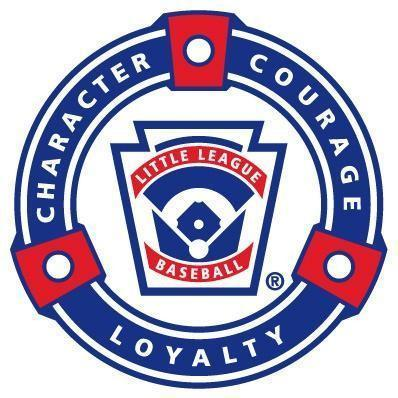 CHARACTER
COURAGE
LOYALTY
LITTLE LEAGUE
BASEBALL
®